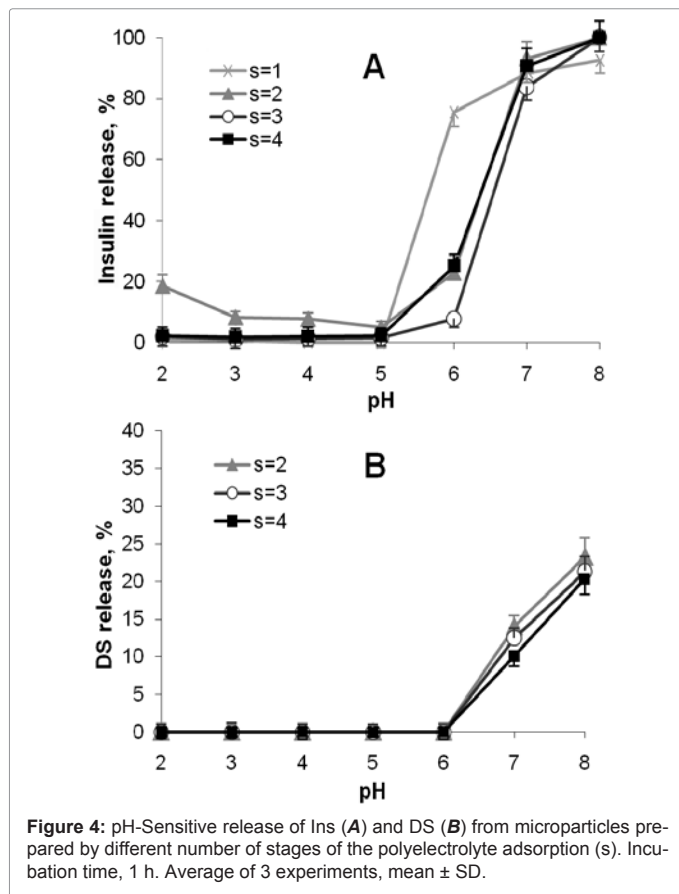 A
s=1
s=2
s=3
s=4
Insulin release, %
100
80
60
40
20
0
2 3 4 5 6 7 8
pH
B
s=2
s=3
s=4
DS release, %
40
35
30
25
20
15
10
5
0
2 3 4 5 6 7 8
pH
Figure 4: pH-Sensitive release of Ins (A) and DS (B) from microparticles pre-
pared by different number of stages of the polyelectrolyte adsorption (s). Incu-
bation time, 1 h. Average of 3 experiments, mean ± SD.